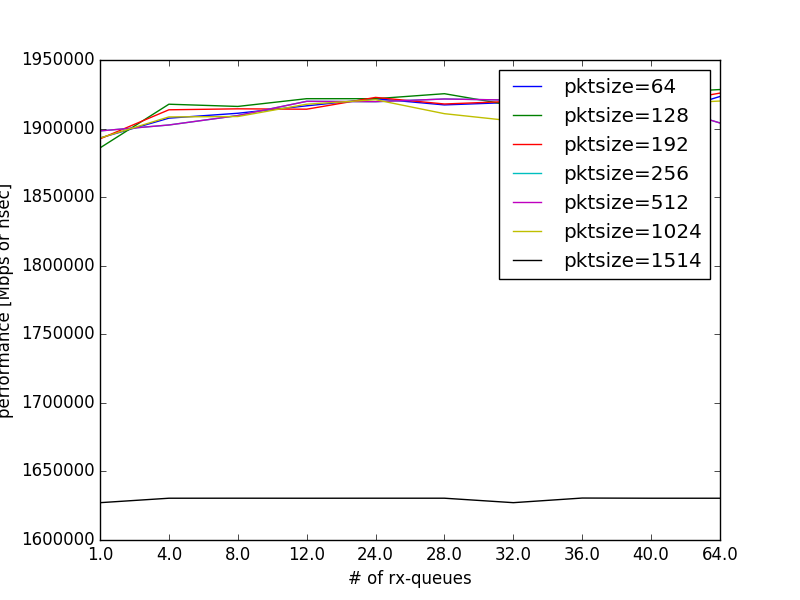 1950000
1900000
1850000
1800000
1750000
1700000
1650000
1600000
performance [Mbps or nsec]
1.0 4.0 8.0 12.0 24.0 28.0 32.0 36.0 40.0 64.0
# of rx-queues
pktsize=64
pktsize=128
pktsize=192
pktsize=256
pktsize=512
pktsize=1024
pktsize=1514